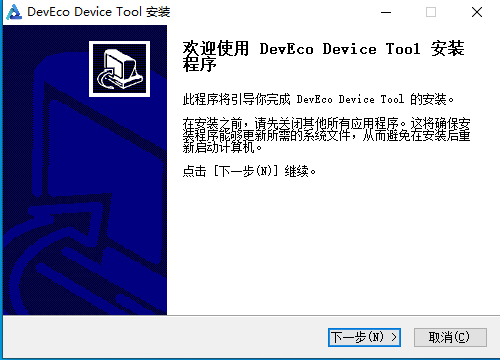 DevEco Device Tool 安装
欢迎使用 DevEco Device Tool 安装
程序
此程序将引导你完成 DevEco Device Tool 的安装。
在安装之前，请先关闭其他所有应用程序。这将确保安
装程序能够更新所需的系统文件，从而避免在安装后重
新启动计算机。
点击 [下一步(N)] 继续。
下一步(N) >
取消(C)